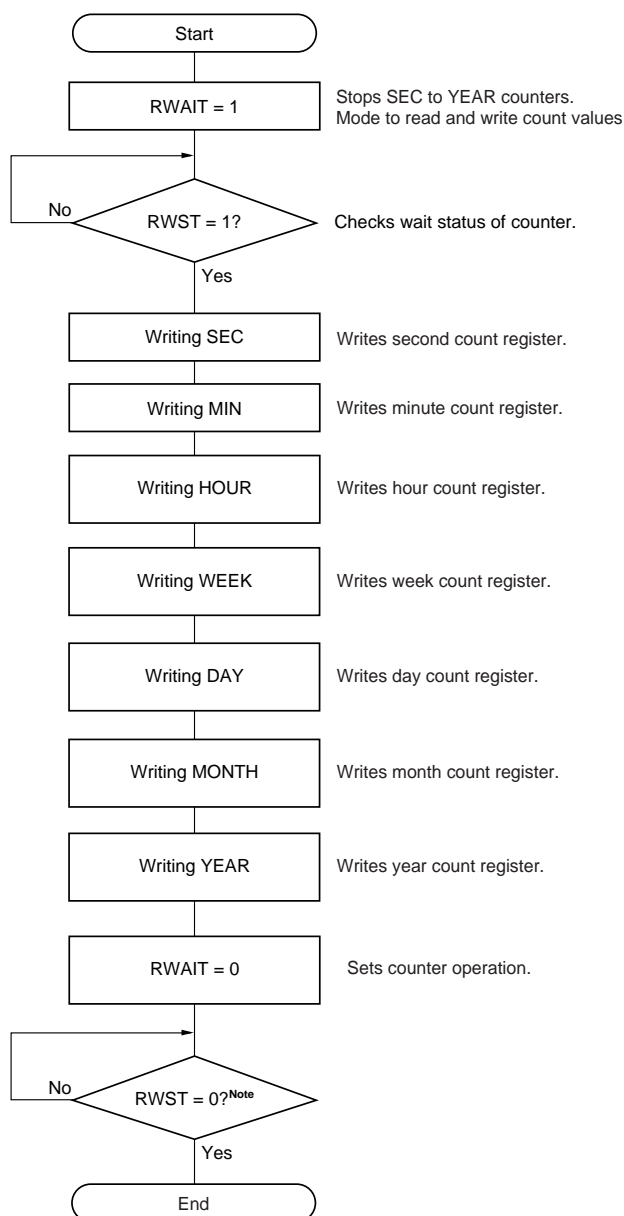 Start
RWAIT = 1
Stops SEC to YEAR counters.
Mode to read and write count values
No
RWST = 1?
Checks wait status of counter.
Yes
Writing SEC
Writes second count register.
Writing MIN
Writes minute count register.
Writing HOUR
Writes hour count register.
Writing WEEK
Writes week count register.
Writing DAY
Writes day count register.
Writing MONTH
Writes month count register.
Writing YEAR
Writes year count register.
RWAIT = 0
Sets counter operation.
No
RWST = 0?Note
Yes
End